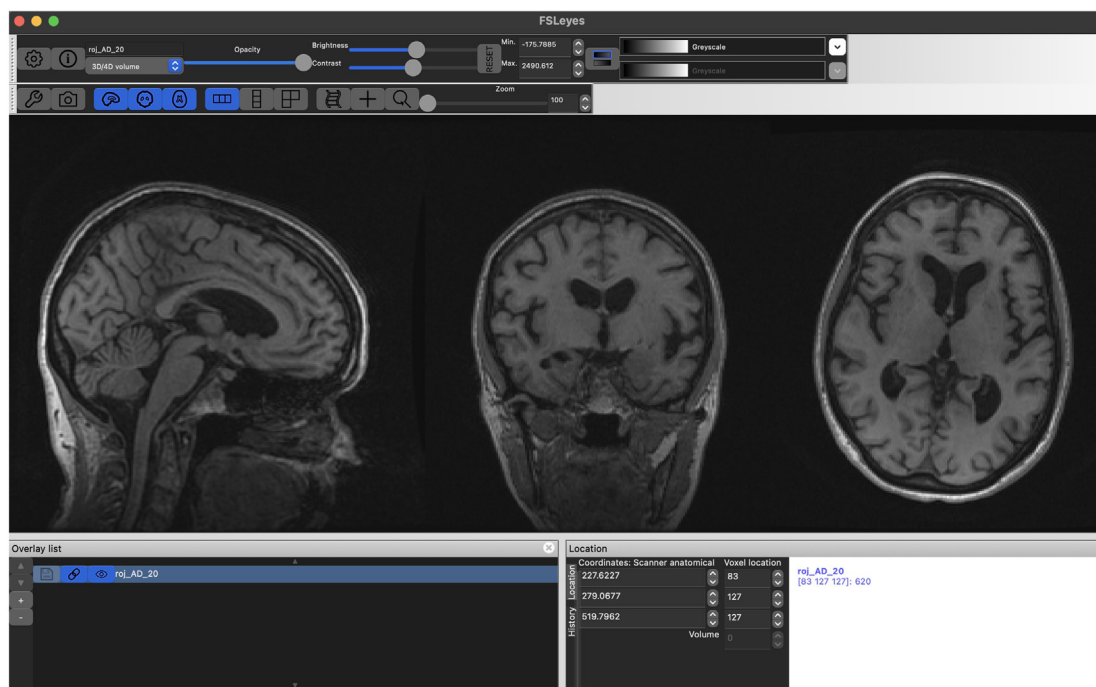 FSLeyes
roj_AD_20
3D/4D volume
Opacity
Brightness
Contrast
RESET
Min. -175.7885
Max. 2490.612
Greyscale
Greyscale
Zoom
100
Overlay list
roj_AD_20
+
-
Location
Location
History
Coordinates: Scanner anatomical Voxel location
227.6227 83
279.0677 127
519.7962 127
Volume 0
roj_AD_20
[83 127 127]: 620